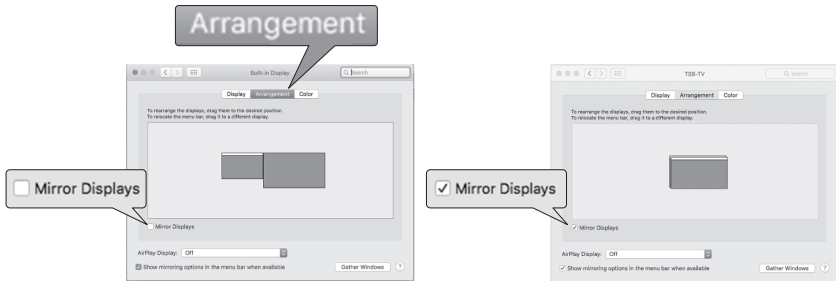 Arrangement
Built-in Display
Search
Display Arrangement Color
To rearrange the displays, drag them to the desired position.
To relocate the menu bar, drag it to a different display.
Mirror Displays
Mirror Displays
AirPlay Display: Off
Show mirroring options in the menu bar when available
Gather Windows ?
TSB-TV
Search
Display Arrangement Color
To rearrange the displays, drag them to the desired position.
To relocate the menu bar, drag it to a different display.
Mirror Displays
Mirror Displays
AirPlay Display: Off
Show mirroring options in the menu bar when available
Gather Windows ?